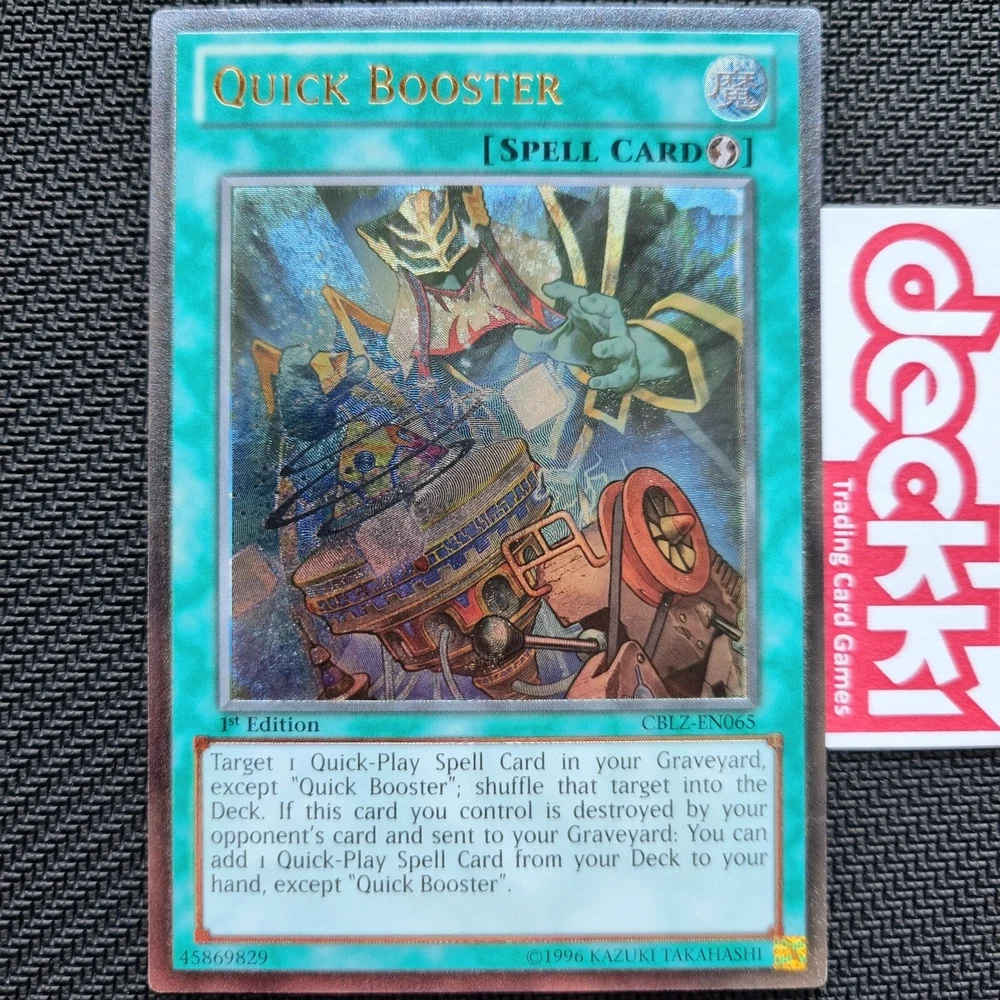 QUICK BOOSTER
魔
[SPELL CARD]
1st Edition
CBLZ-EN065
Target 1 Quick-Play Spell Card in your Graveyard,
except "Quick Booster"; shuffle that target into the
Deck. If this card you control is destroyed by your
opponent's card and sent to your Graveyard: You can
add 1 Quick-Play Spell Card from your Deck to your
hand, except "Quick Booster".
45869829
©1996 KAZUKI TAKAHASHI
deckk1
Trading Card Games